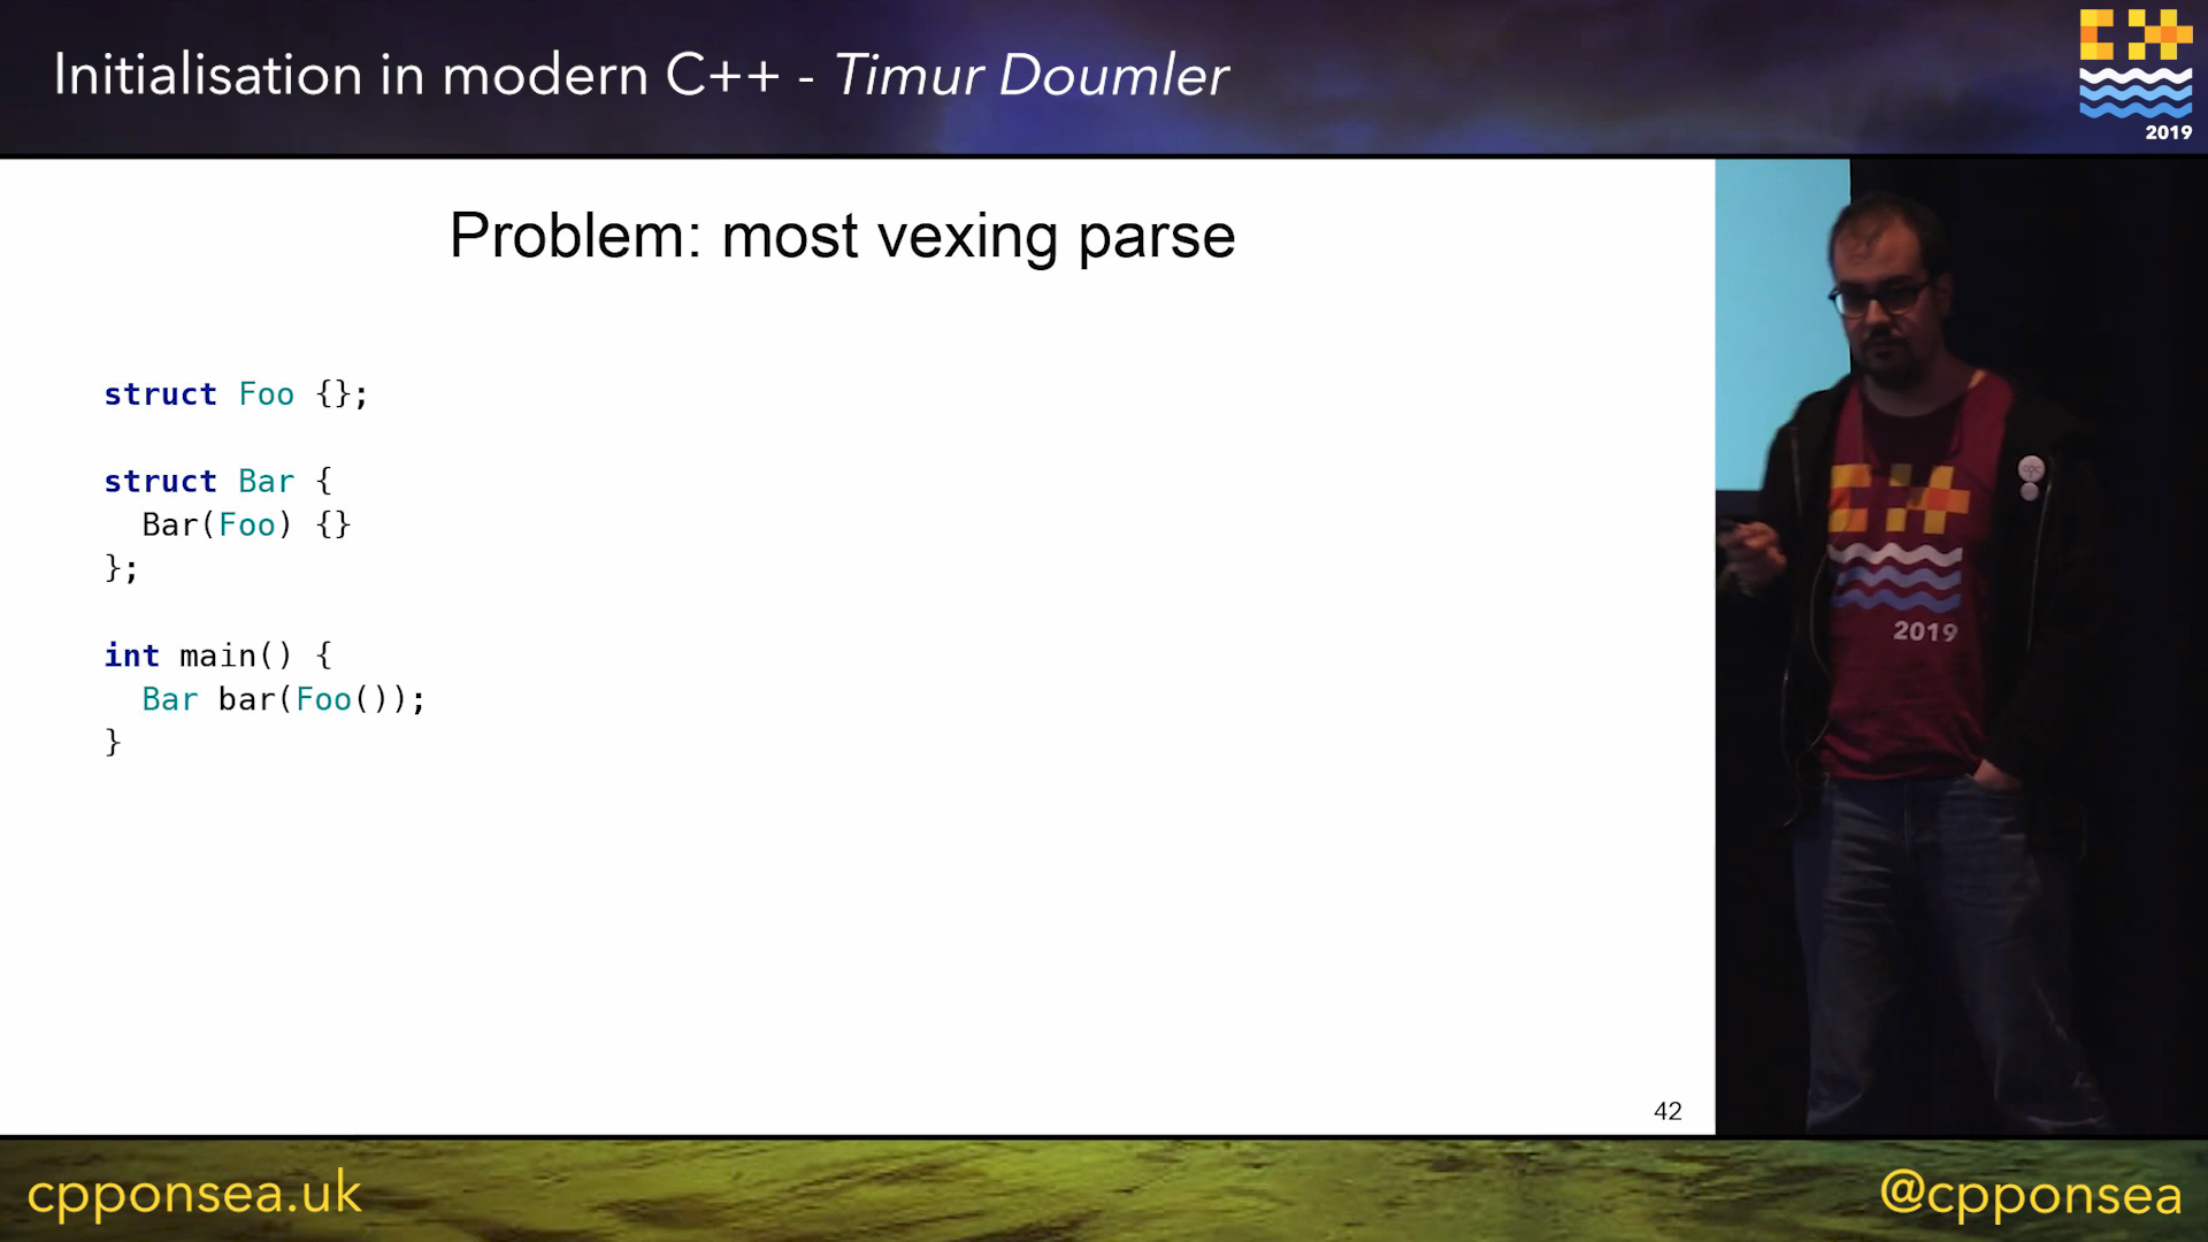 Initialisation in modern C++ - Timur Doumler
2019
Problem: most vexing parse
struct Foo {};
struct Bar {
Bar(Foo) {}
};
int main() {
Bar bar(Foo());
}
2019
42
cpponsea.uk
@cpponsea